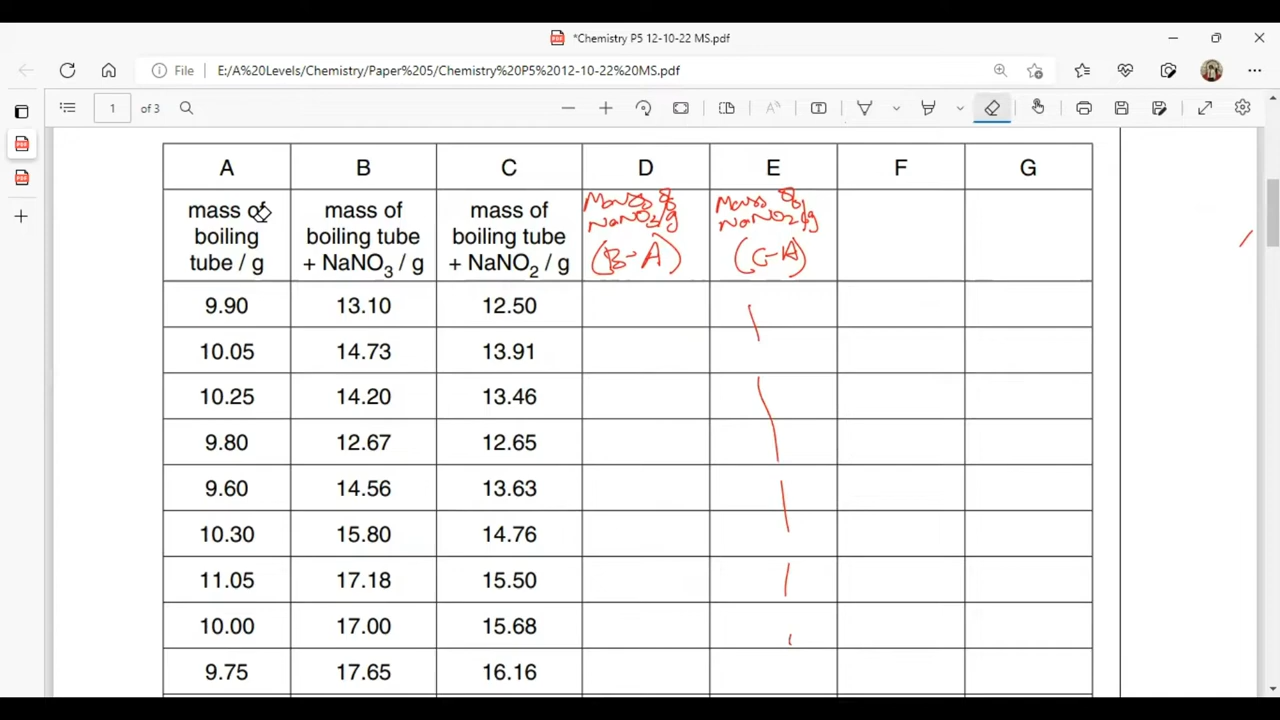 *Chemistry P5 12-10-22 MS.pdf
File E:/A%20Levels/Chemistry/Paper%205/Chemistry%20P5%2012-10-22%20MS.pdf
1 of 3
A B C D E F G
mass of boiling tube / g
mass of boiling tube + NaNO₃ / g
mass of boiling tube + NaNO₂ / g
Mass of
NaNO₃/g
(B-A)
Mass of
NaNO₂/g
(C-A)
9.90 13.10 12.50
10.05 14.73 13.91
10.25 14.20 13.46
9.80 12.67 12.65
9.60 14.56 13.63
10.30 15.80 14.76
11.05 17.18 15.50
10.00 17.00 15.68
9.75 17.65 16.16